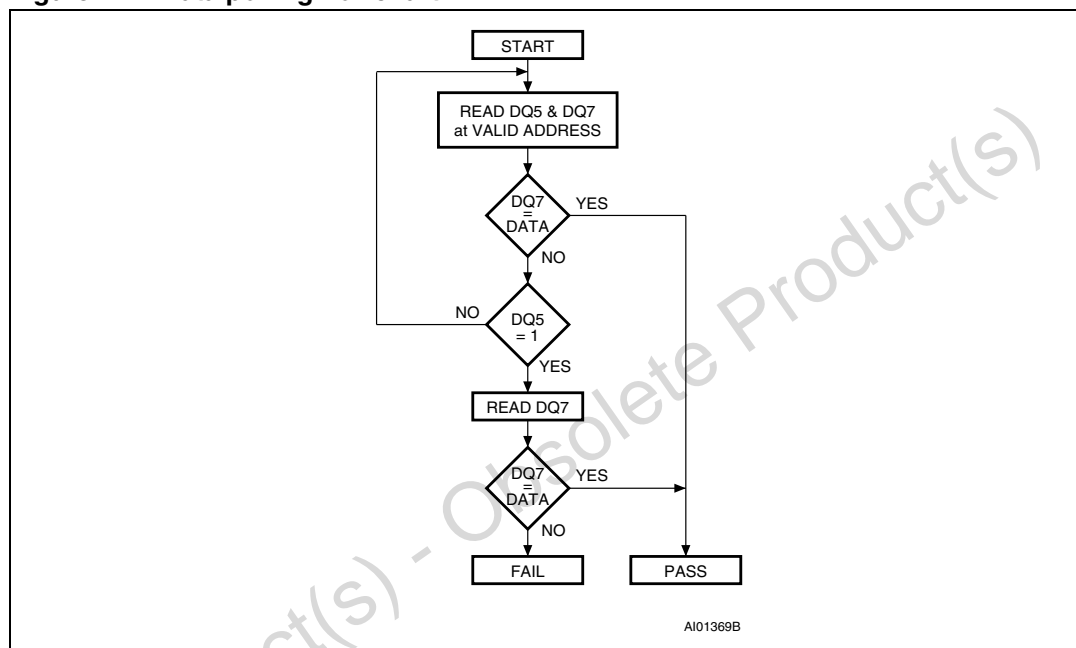 START
READ DQ5 & DQ7
at VALID ADDRESS
DQ7
=
DATA
YES
NO
NO
DQ5
= 1
YES
READ DQ7
DQ7
=
DATA
YES
NO
FAIL
PASS
AI01369B
ct(s) - Obsolete Product(s)